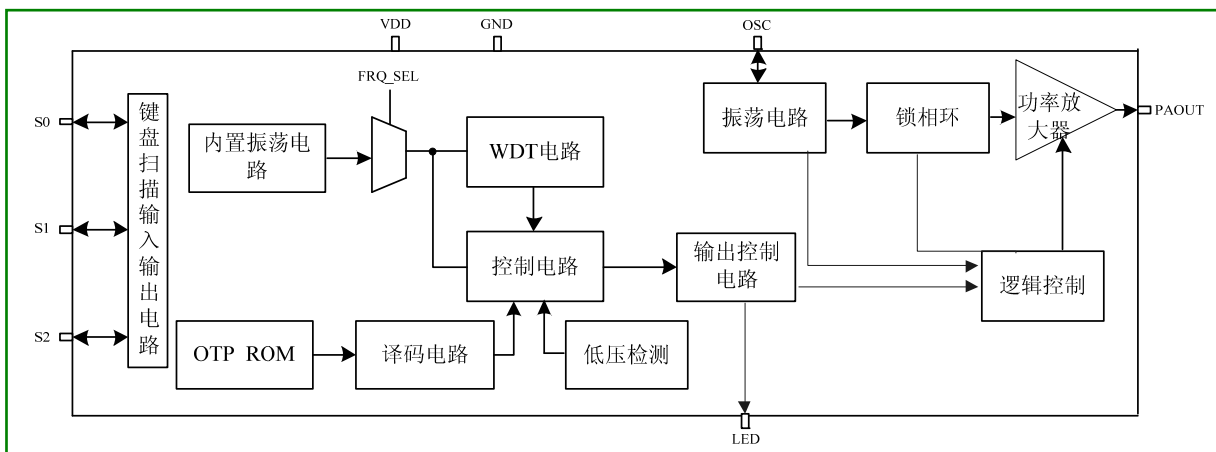 VDD
GND
OSC
FRQ_SEL
S0
S1
S2
键盘扫描输入输出电路
内置振荡电
路
WDT电路
振荡电路
锁相环
功率放
大器
PAOUT
控制电路
输出控制
电路
逻辑控制
OTP ROM
译码电路
低压检测
LED